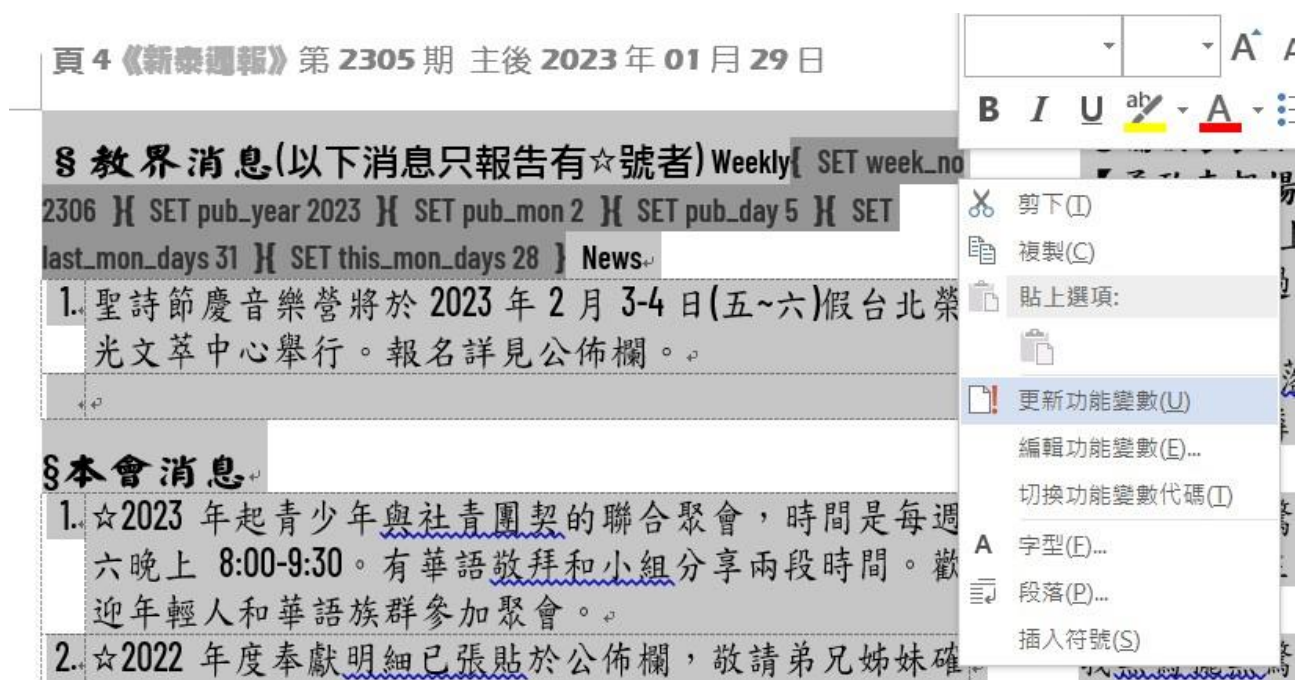 頁 4《新泰週報》第 2305 期 主後 2023 年 01 月 29 日
A A
B I U ab A
§ 教界消息(以下消息只報告有☆號者) Weekly{ SET week_no
2306 }{ SET pub_year 2023 }{ SET pub_mon 2 }{ SET pub_day 5 }{ SET
last_mon_days 31 }{ SET this_mon_days 28 } News
1. 聖詩節慶音樂營將於 2023 年 2 月 3-4 日(五~六)假台北榮
光文萃中心舉行。報名詳見公佈欄。
§本會消息
1. ☆2023 年起青少年與社青團契的聯合聚會，時間是每週
六晚上 8:00-9:30。有華語敬拜和小組分享兩段時間。歡
迎年輕人和華語族群參加聚會。
2. ☆2022 年度奉獻明細已張貼於公佈欄，敬請弟兄姊妹確
剪下(T)
複製(C)
貼上選項:
更新功能變數(U)
編輯功能變數(E)...
切換功能變數代碼(T)
A 字型(F)...
段落(P)...
插入符號(S)